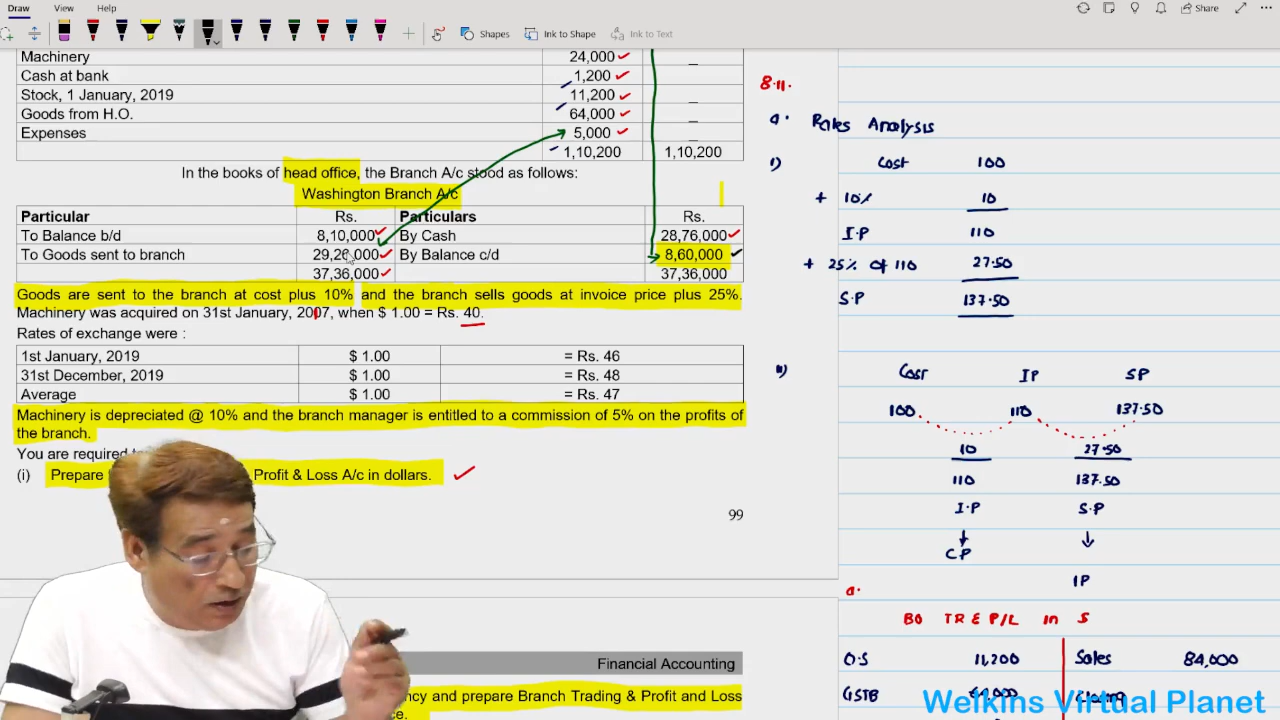 Draw View Help
Shapes Ink to Shape Ink to Text Share
Machinery 24,000 _
Cash at bank 1,200
Stock, 1 January, 2019 11,200 _
Goods from H.O. 64,000 _
Expenses 5,000 _
1,10,200 1,10,200
In the books of head office, the Branch A/c stood as follows:
Washington Branch A/c
Particular Rs. Particulars Rs.
To Balance b/d 8,10,000 By Cash 28,76,000
To Goods sent to branch 29,26,000 By Balance c/d 8,60,000
37,36,000 37,36,000
Goods are sent to the branch at cost plus 10% and the branch sells goods at invoice price plus 25%.
Machinery was acquired on 31st January, 2007, when $ 1.00 = Rs. 40.
Rates of exchange were :
1st January, 2019 $ 1.00 = Rs. 46
31st December, 2019 $ 1.00 = Rs. 48
Average $ 1.00 = Rs. 47
Machinery is depreciated @ 10% and the branch manager is entitled to a commission of 5% on the profits of
the branch.
You are required
(i) Prepare Profit & Loss A/c in dollars.
99
Financial Accounting
and prepare Branch Trading & Profit and Loss
8.11.
a. Rates Analysis
i) Cost 100
+ 10% 10
I.P 110
+ 25% of 110 27.50
S.P 137.50
ii) Cost IP SP
100 110 137.50
10 27.50
110 137.50
I.P S.P
CP
IP
a.
BO TR & P/L in $
O.S 11,200 Sales 84,000
GSTB
Welkins Virtual Planet